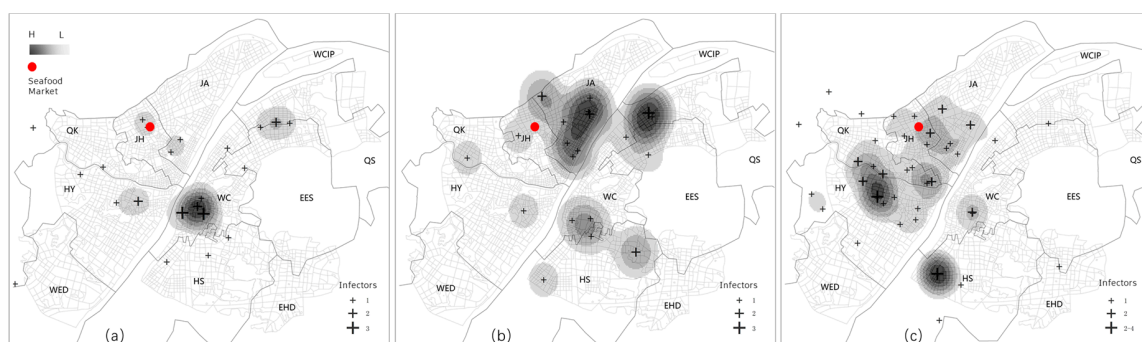 H L
Seafood
Market
WCIP
JA
QK
JH
QS
HY
WC
EES
WED
HS
EHD
Infectors
1
2
3
(a)
WCIP
JA
QK
JH
QS
HY
WC
EES
WED
HS
EHD
Infectors
1
2
3
(b)
WCIP
JA
QK
JH
QS
HY
WC
EES
WED
HS
EHD
Infectors
1
2
2-4
(c)